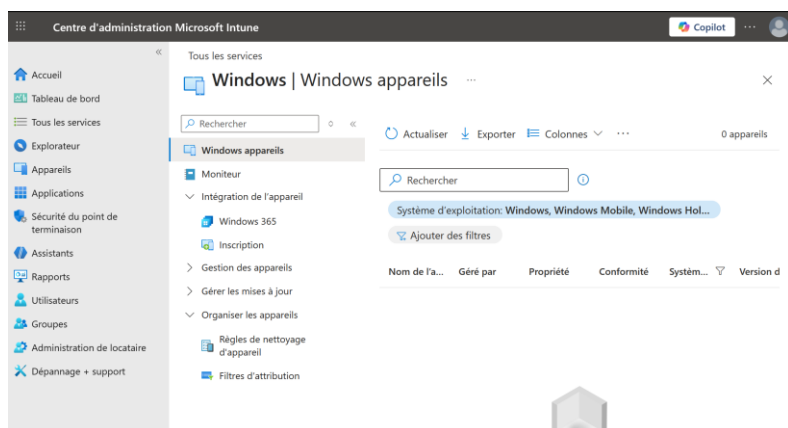 Centre d'administration Microsoft Intune
Copilot
Accueil
Tableau de bord
Tous les services
Explorateur
Appareils
Applications
Sécurité du point de
terminaison
Assistants
Rapports
Utilisateurs
Groupes
Administration de locataire
Dépannage + support
Tous les services
Windows | Windows appareils
Rechercher
Windows appareils
Moniteur
Intégration de l'appareil
Windows 365
Inscription
Gestion des appareils
Gérer les mises à jour
Organiser les appareils
Règles de nettoyage
d'appareil
Filtres d'attribution
Actualiser Exporter Colonnes 0 appareils
Rechercher
Système d'exploitation: Windows, Windows Mobile, Windows Hol...
Ajouter des filtres
Nom de l'a... Géré par Propriété Conformité Systèm... Version d